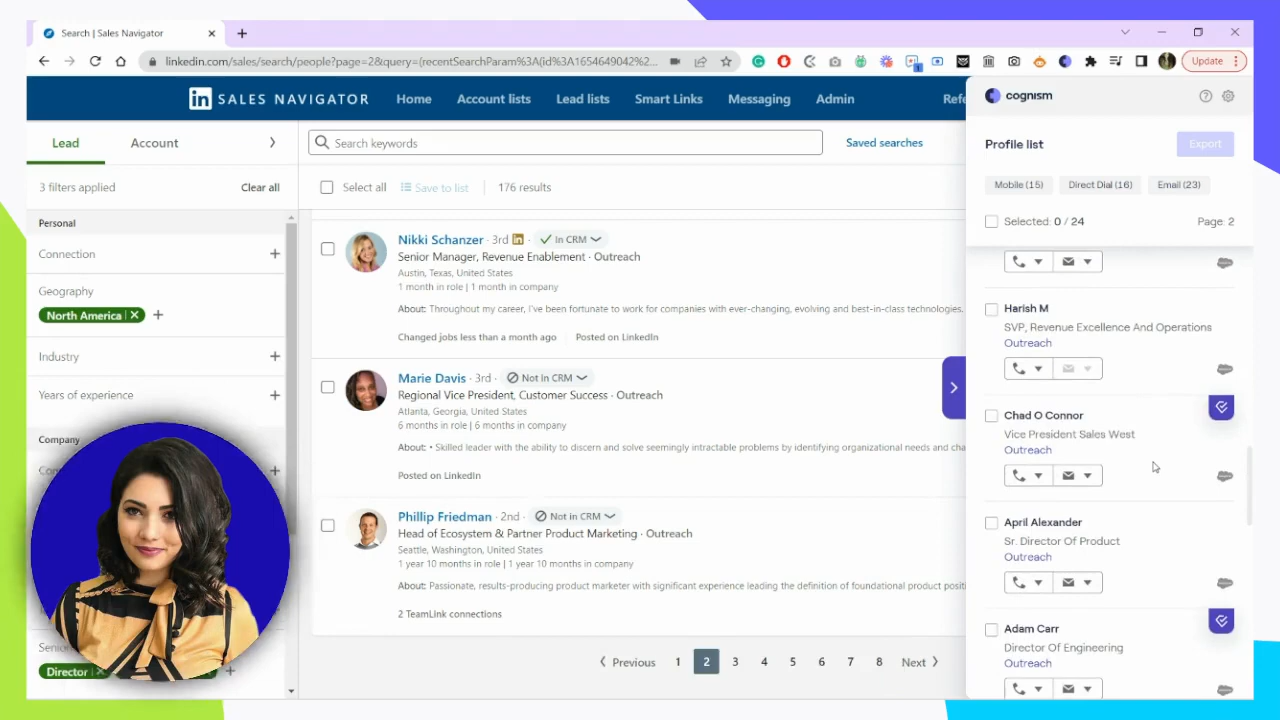 Search | Sales Navigator
linkedin.com/sales/search/people?page=2&query=(recentSearchParam%3A(id%3A1654649042%2...
Update
in SALES NAVIGATOR
Home
Account lists
Lead lists
Smart Links
Messaging
Admin
Refe
cognism
Lead
Account
Search keywords
Saved searches
Profile list
Export
3 filters applied
Clear all
Select all
Save to list
176 results
Mobile (15)
Direct Dial (16)
Email (23)
Selected: 0 / 24
Page: 2
Personal
Connection
Geography
North America
Industry
Years of experience
Company
Director
Nikki Schanzer · 3rd in In CRM
Senior Manager, Revenue Enablement · Outreach
Austin, Texas, United States
1 month in role | 1 month in company
About: Throughout my career, I've been fortunate to work for companies with ever-changing, evolving and best-in-class technologies.
Changed jobs less than a month ago
Posted on LinkedIn
Marie Davis · 3rd · Not in CRM
Regional Vice President, Customer Success · Outreach
Atlanta, Georgia, United States
6 months in role | 6 months in company
About: • Skilled leader with the ability to discern and solve seemingly intractable problems by identifying organizational needs and cha
Posted on LinkedIn
Phillip Friedman · 2nd · Not in CRM
Head of Ecosystem & Partner Product Marketing · Outreach
Seattle, Washington, United States
1 year 10 months in role | 1 year 10 months in company
About: Passionate, results-producing product marketer with significant experience leading the definition of foundational product posi
2 TeamLink connections
Previous 1 2 3 4 5 6 7 8 Next
Harish M
SVP, Revenue Excellence And Operations
Outreach
Chad O Connor
Vice President Sales West
Outreach
April Alexander
Sr. Director Of Product
Outreach
Adam Carr
Director Of Engineering
Outreach